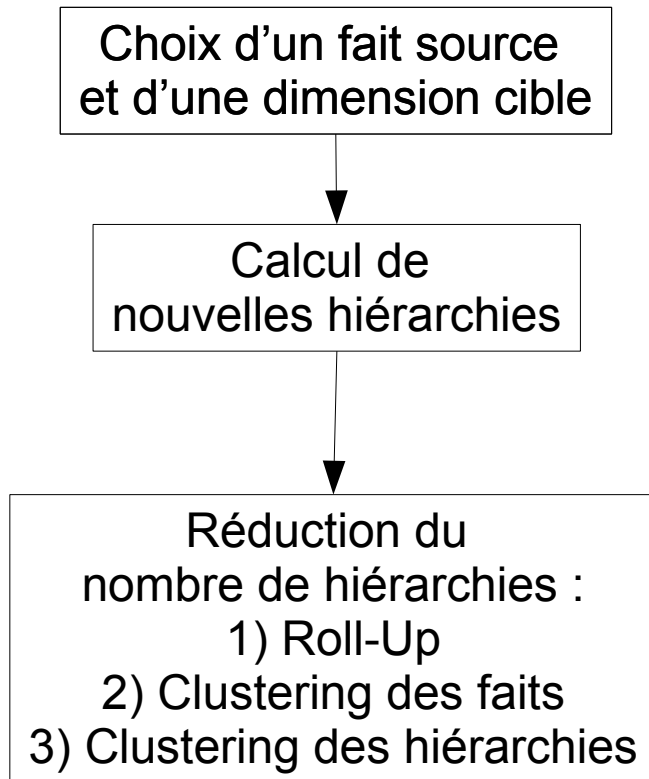 Choix d'un fait source
et d'une dimension cible
Calcul de
nouvelles hiérarchies
Réduction du
nombre de hiérarchies :
1) Roll-Up
2) Clustering des faits
3) Clustering des hiérarchies